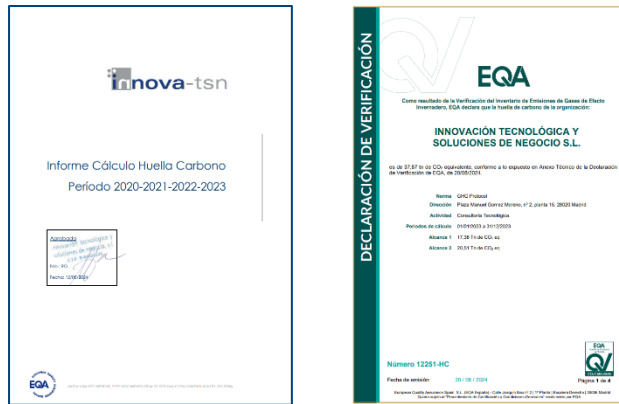 innova-tsn
Informe Cálculo Huella Carbono
Período 2020-2021-2022-2023
Aprobado
EQA
DECLARACIÓN DE VERIFICACIÓN
EQA
Como resultado de la Verificación del Inventario de Emisiones de Gases de Efecto
Invernadero, EQA declara que la huella de carbono de la organización:
INNOVACIÓN TECNOLÓGICA Y
SOLUCIONES DE NEGOCIO S.L.
es de 37,87 tn de CO₂ equivalente, conforme a lo expuesto en Anexo Técnico de la Declaración
de Verificación de EQA, de 20/08/2024.
Norma GHG Protocol
Dirección Plaza Manuel Gomez Moreno, nº 2, planta 15, 28020 Madrid
Actividad Consultoría Tecnológica
Periodos de cálculo 01/01/2023 a 31/12/2023
Alcance 1 17,36 Tn de CO₂ eq
Alcance 2 20,51 Tn de CO₂ eq
Número 12251-HC
EQA
Fecha de emisión: 20 / 08 / 2024
Página 1 de 4